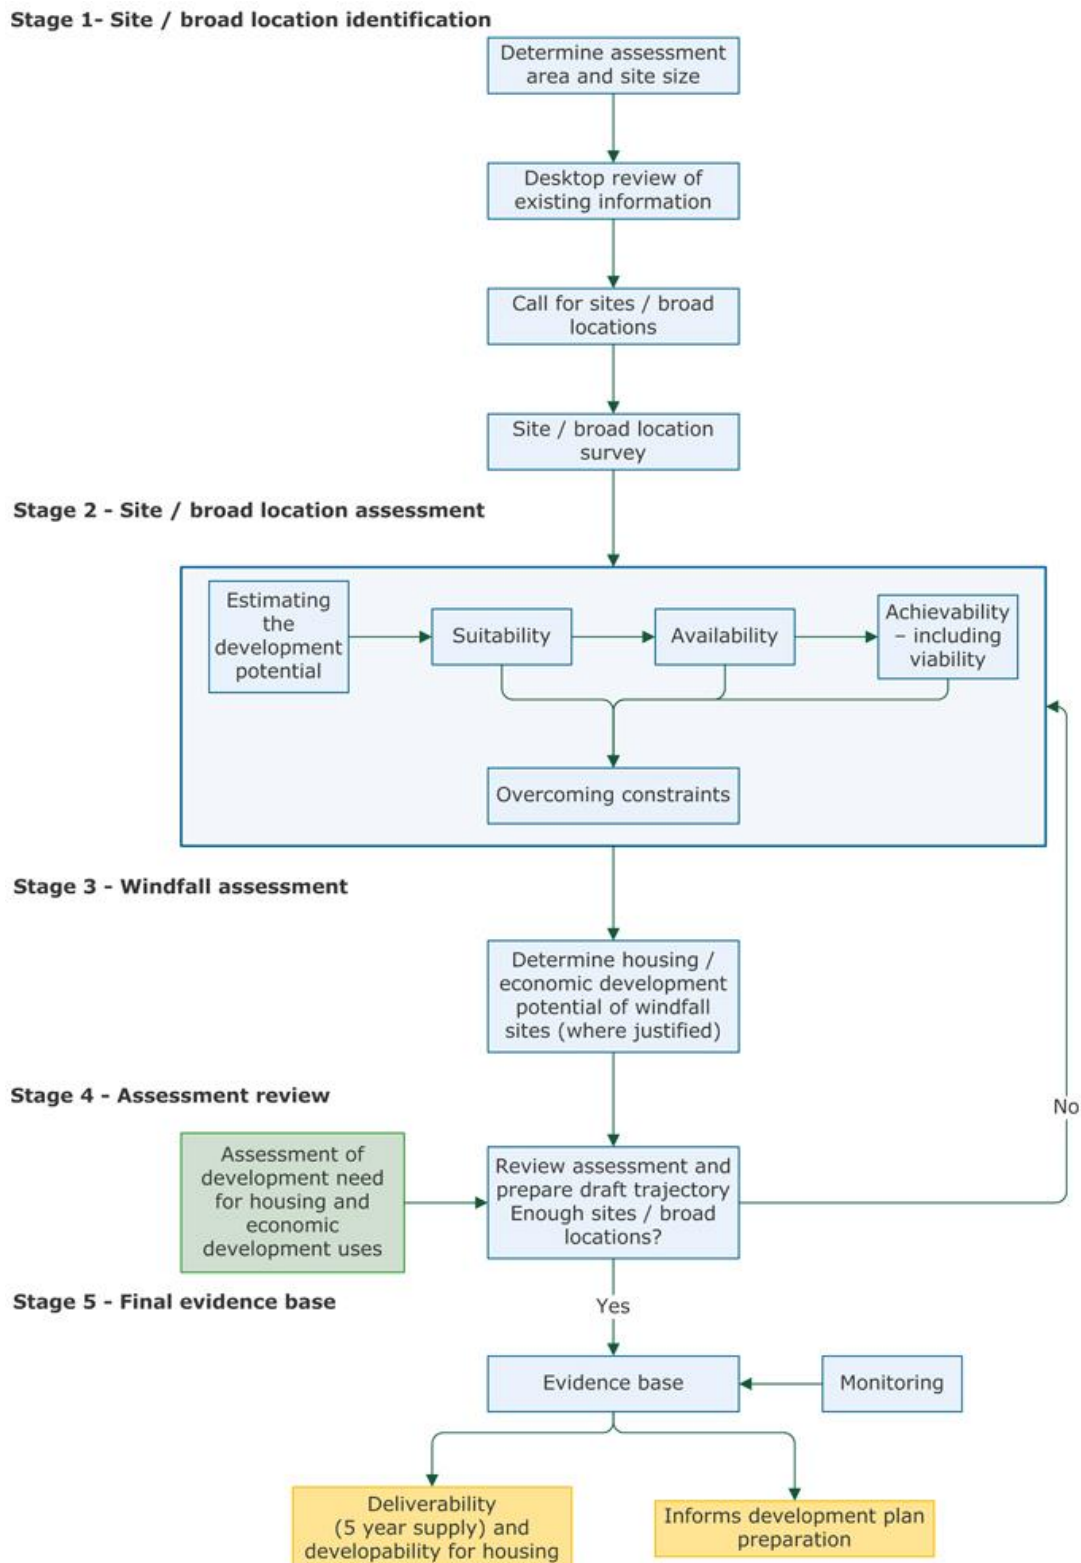 Stage 1- Site / broad location identification
Determine assessment
area and site size
Desktop review of
existing information
Call for sites / broad
locations
Site / broad location
survey
Stage 2 - Site / broad location assessment
Estimating
the
development
potential
Suitability
Availability
Achievability
– including
viability
Overcoming constraints
Stage 3 - Windfall assessment
Determine housing /
economic development
potential of windfall
sites (where justified)
Stage 4 - Assessment review
No
Assessment of
development need
for housing and
economic
development uses
Review assessment and
prepare draft trajectory
Enough sites / broad
locations?
Stage 5 - Final evidence base
Yes
Evidence base
Monitoring
Deliverability
(5 year supply) and
developability for housing
Informs development plan
preparation